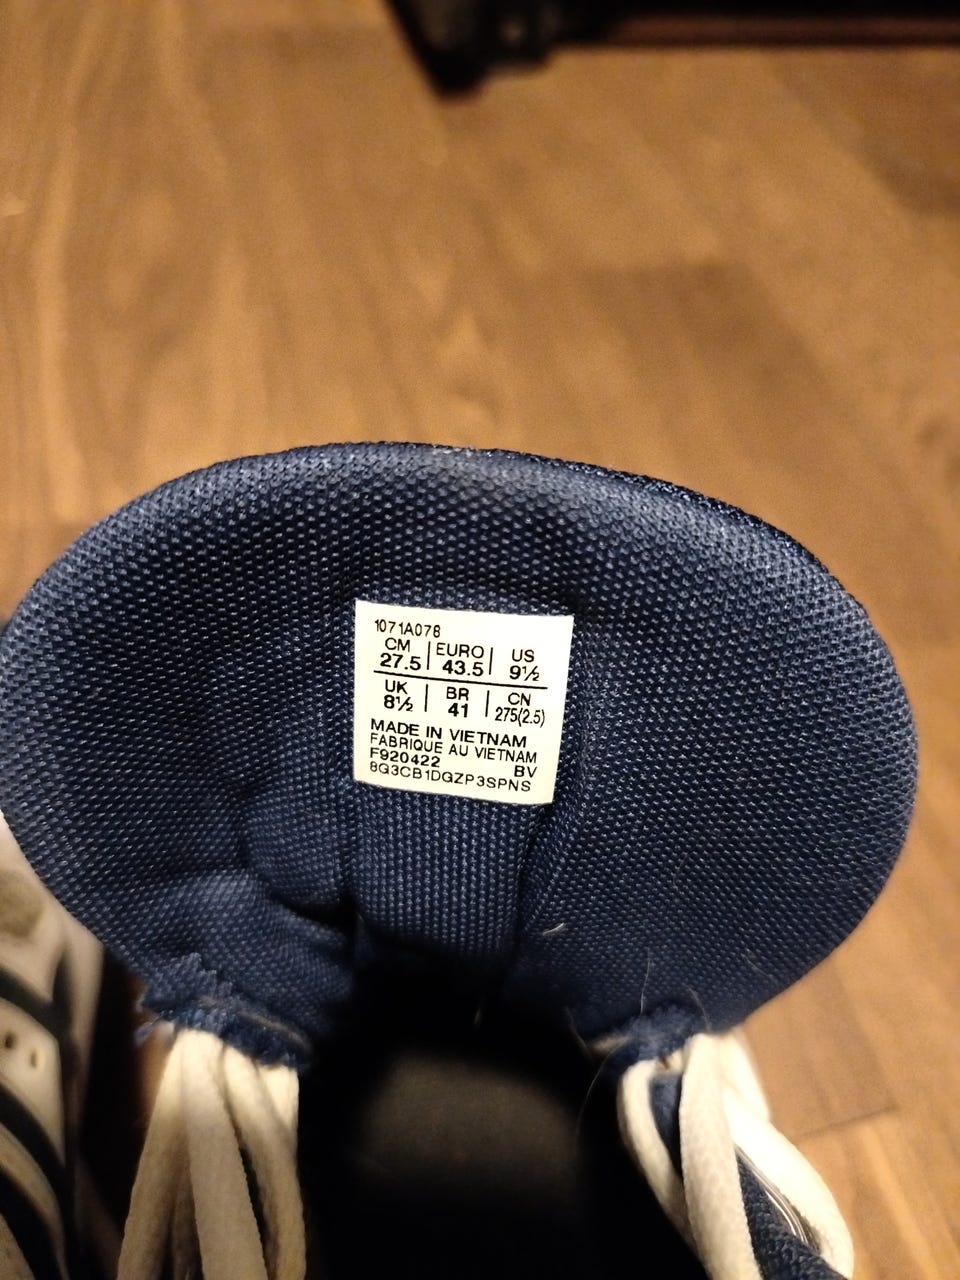 1071A078
CM | EURO | US
27.5 | 43.5 | 9½
UK | BR | CN
8½ | 41 | 275(2.5)
MADE IN VIETNAM
FABRIQUE AU VIETNAM
F920422 BV
8G3CB1DGZP3SPNS